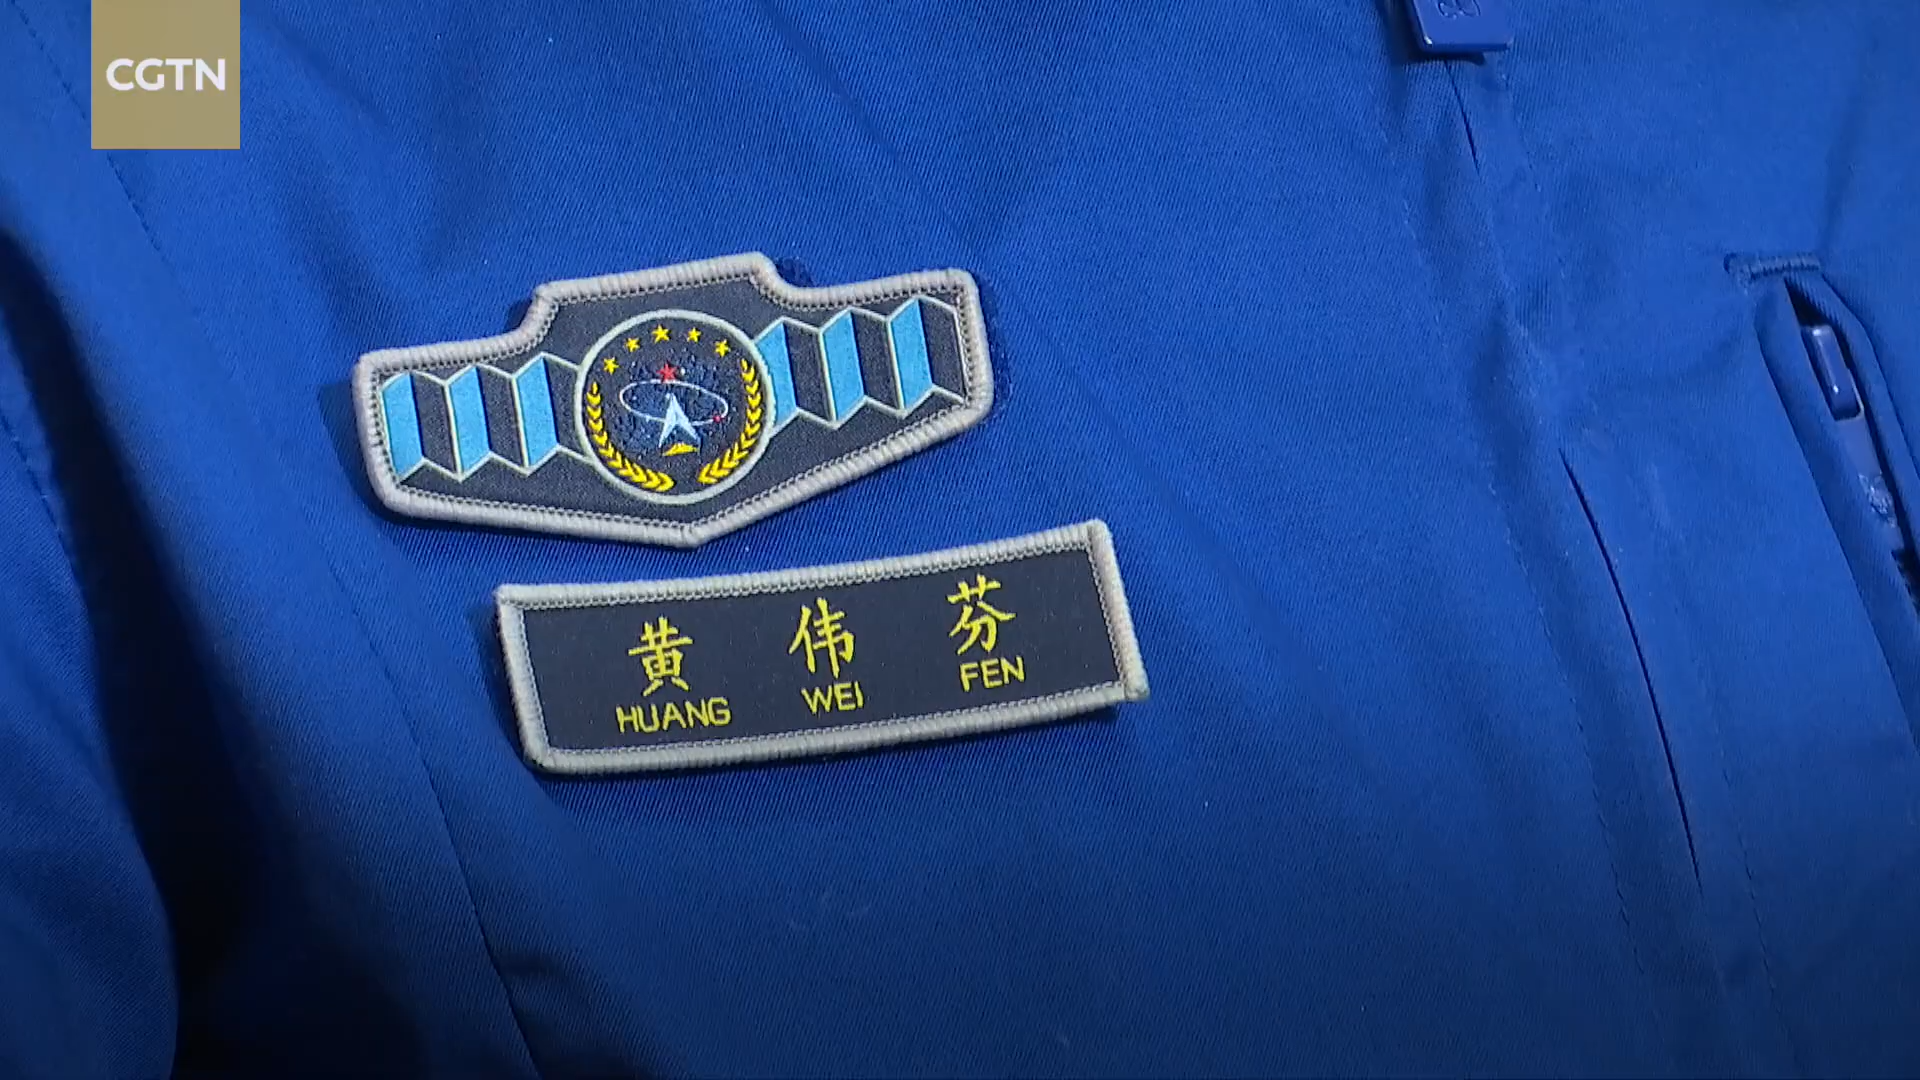 CGTN
黄 伟 芬
HUANG WEI FEN